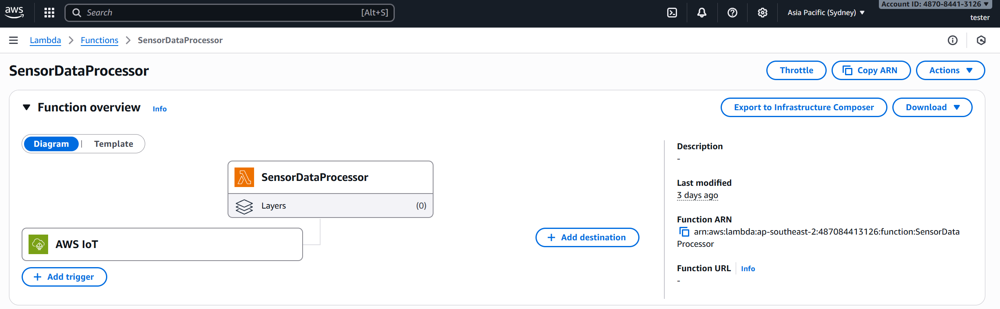 aws
Search [Alt+S]
Asia Pacific (Sydney)
Account ID: 4870-8441-3126
tester
Lambda
Functions
SensorDataProcessor
SensorDataProcessor
Throttle
Copy ARN
Actions
Function overview Info
Export to Infrastructure Composer
Download
Diagram | Template
SensorDataProcessor
Layers (0)
AWS IoT
+ Add trigger
+ Add destination
Description
-
Last modified
3 days ago
Function ARN
arn:aws:lambda:ap-southeast-2:487084413126:function:SensorData
Processor
Function URL Info
-